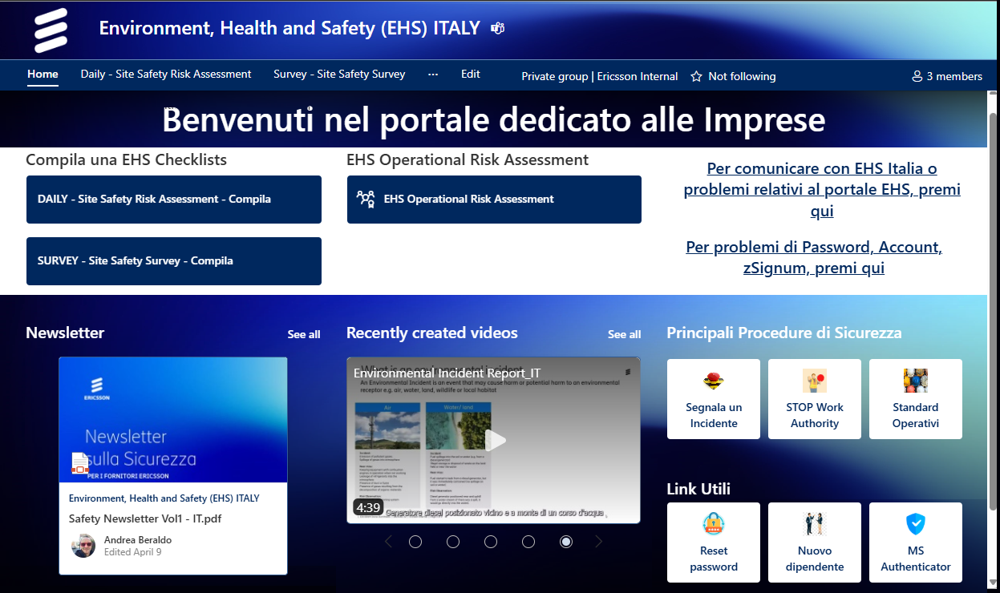 Environment, Health and Safety (EHS) ITALY
Home
Daily - Site Safety Risk Assessment
Survey - Site Safety Survey
···
Edit
Private group | Ericsson Internal
Not following
3 members
Benvenuti nel portale dedicato alle Imprese
Compila una EHS Checklists
EHS Operational Risk Assessment
DAILY - Site Safety Risk Assessment - Compila
EHS Operational Risk Assessment
SURVEY - Site Safety Survey - Compila
Per comunicare con EHS Italia o
problemi relativi al portale EHS, premi
qui
Per problemi di Password, Account,
zSignum, premi qui
Newsletter
See all
ERICSSON
Newsletter
sulla Sicurezza
PER I FORNITORI ERICSSON
Environment, Health and Safety (EHS) ITALY
Safety Newsletter Vol1 - IT.pdf
Andrea Beraldo
Edited April 9
Recently created videos
See all
What is an environmental incident
Environmental Incident Report_IT
An Environmental Incident is an event that may cause harm or potential harm to an environmental
receptor e.g. air, water, land, wildlife or local habitat
Air
Water/ land
4:39
Generatore diesel posizionato vicino e a monte di un corso d'acqua
Principali Procedure di Sicurezza
Segnala un
Incidente
STOP Work
Authority
Standard
Operativi
Link Utili
Reset
password
Nuovo
dipendente
MS
Authenticator